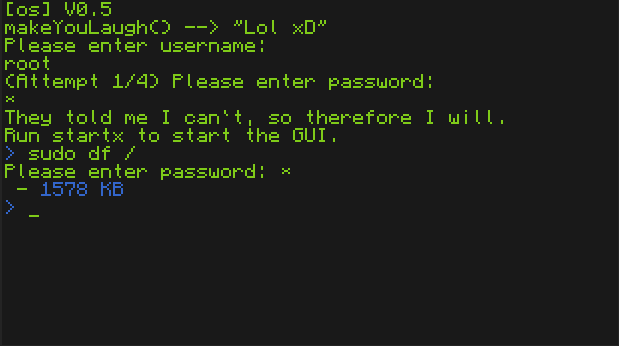 [os] V0.5
makeYouLaugh() --> "Lol xD"
Please enter username:
root
(Attempt 1/4) Please enter password:
*
They told me I can't, so therefore I will.
Run startx to start the GUI.
> sudo df /
Please enter password: *
- 1578 KB
> _